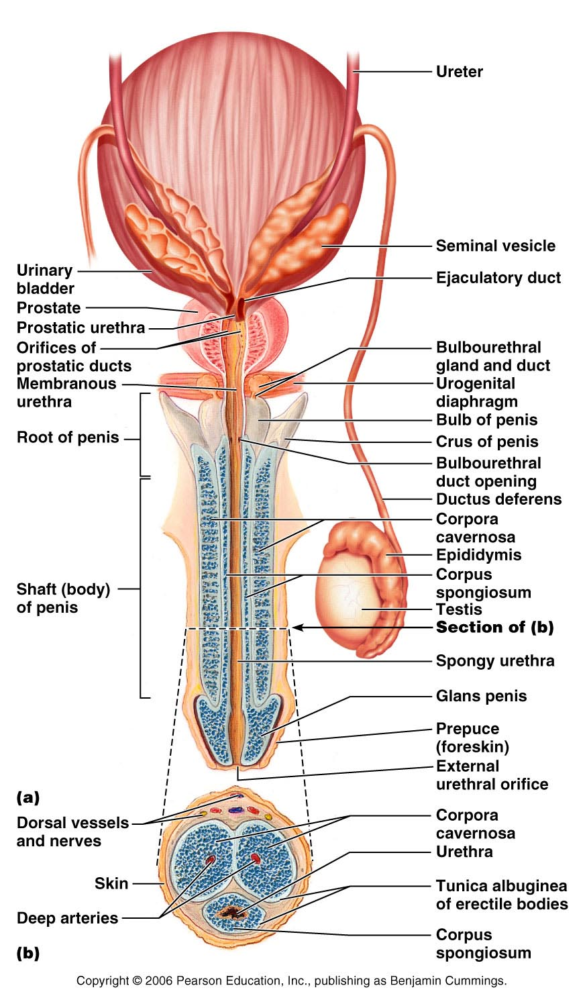 Ureter
Seminal vesicle
Ejaculatory duct
Urinary
bladder
Prostate
Prostatic urethra
Orifices of
prostatic ducts
Membranous
urethra
Root of penis
Shaft (body)
of penis
Bulbourethral
gland and duct
Urogenital
diaphragm
Bulb of penis
Crus of penis
Bulbourethral
duct opening
Ductus deferens
Corpora
cavernosa
Epididymis
Corpus
spongiosum
Testis
Section of (b)
Spongy urethra
Glans penis
Prepuce
(foreskin)
External
urethral orifice
(a)
Dorsal vessels
and nerves
Skin
Deep arteries
(b)
Corpora
cavernosa
Urethra
Tunica albuginea
of erectile bodies
Corpus
spongiosum
Copyright © 2006 Pearson Education, Inc., publishing as Benjamin Cummings.